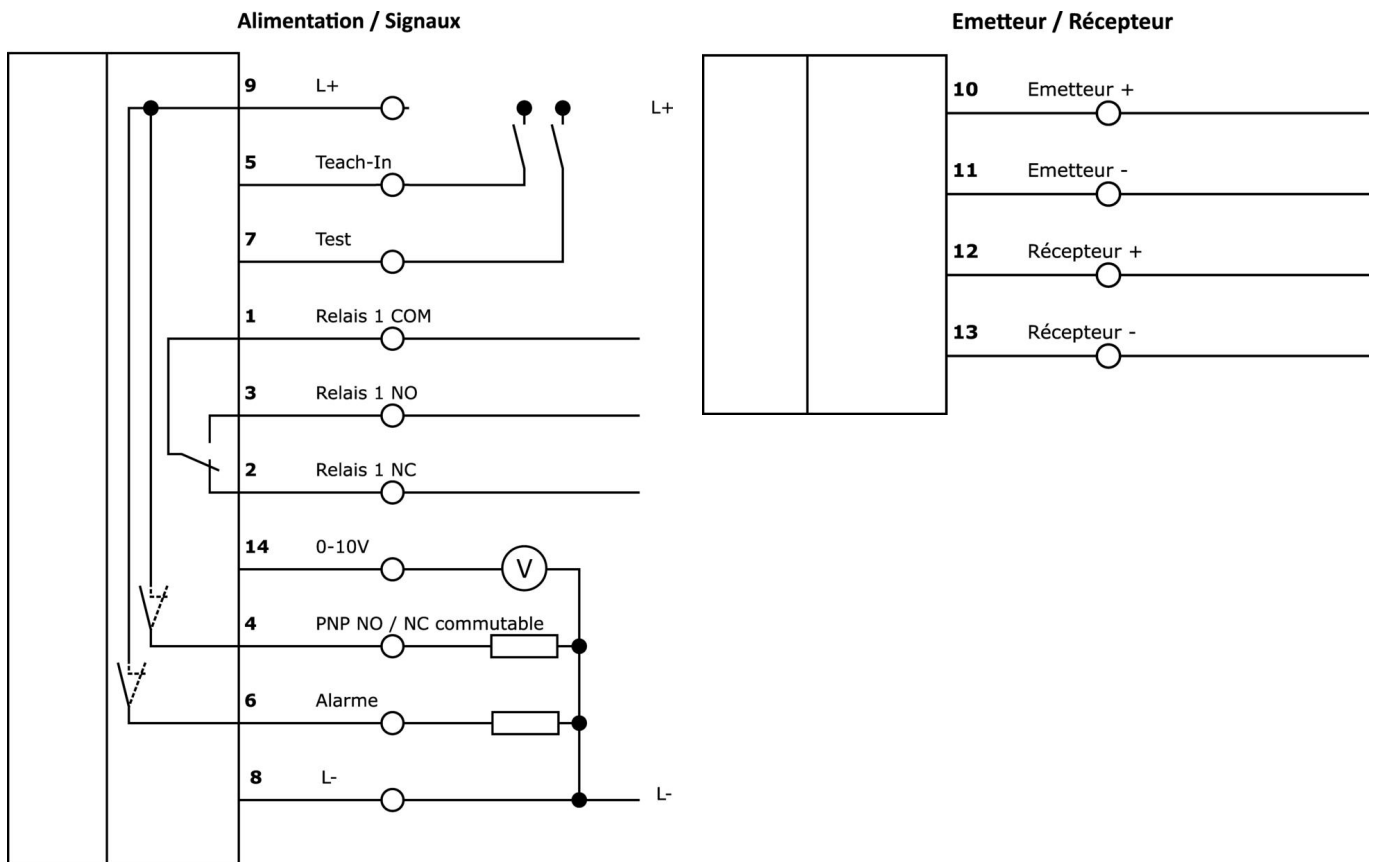 Alimentation / Signaux
9 L+
L+
5 Teach-In
7 Test
1 Relais 1 COM
3 Relais 1 NO
2 Relais 1 NC
14 0-10V
V
4 PNP NO / NC commutable
6 Alarme
8 L-
L-
Emetteur / Récepteur
10 Emetteur +
11 Emetteur -
12 Récepteur +
13 Récepteur -